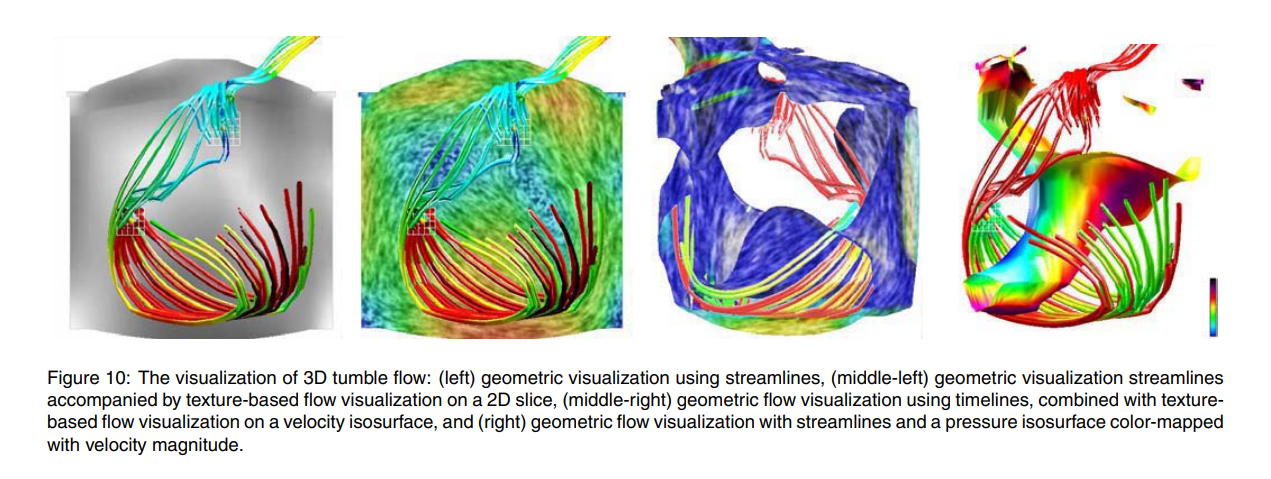 Figure 10: The visualization of 3D tumble flow: (left) geometric visualization using streamlines, (middle-left) geometric visualization streamlines
accompanied by texture-based flow visualization on a 2D slice, (middle-right) geometric flow visualization using timelines, combined with texture-
based flow visualization on a velocity isosurface, and (right) geometric flow visualization with streamlines and a pressure isosurface color-mapped
with velocity magnitude.